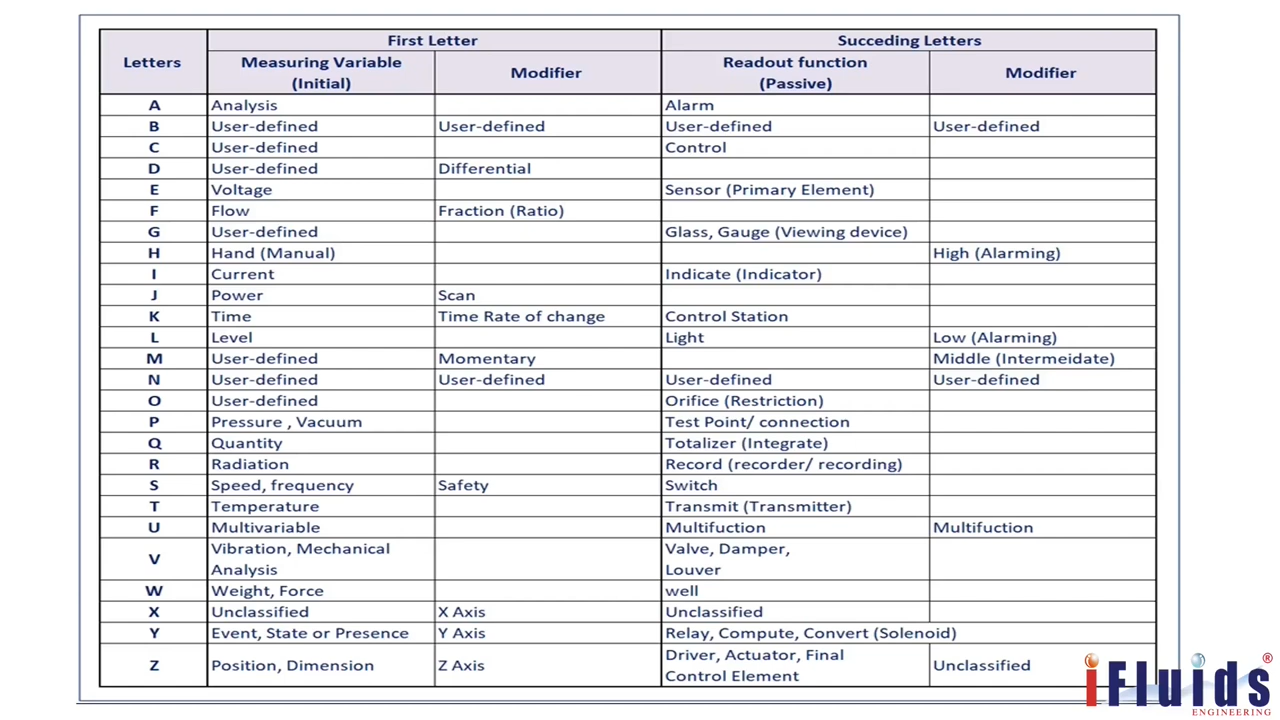 Letters First Letter Succeding Letters
Measuring Variable (Initial) Modifier Readout function (Passive) Modifier
A Analysis Alarm
B User-defined User-defined User-defined User-defined
C User-defined Control
D User-defined Differential
E Voltage Sensor (Primary Element)
F Flow Fraction (Ratio)
G User-defined Glass, Gauge (Viewing device)
H Hand (Manual) High (Alarming)
I Current Indicate (Indicator)
J Power Scan
K Time Time Rate of change Control Station
L Level Light Low (Alarming)
M User-defined Momentary Middle (Intermeidate)
N User-defined User-defined User-defined User-defined
O User-defined Orifice (Restriction)
P Pressure , Vacuum Test Point/ connection
Q Quantity Totalizer (Integrate)
R Radiation Record (recorder/ recording)
S Speed, frequency Safety Switch
T Temperature Transmit (Transmitter)
U Multivariable Multifuction Multifuction
V Vibration, Mechanical Analysis Valve, Damper, Louver
W Weight, Force well
X Unclassified X Axis Unclassified
Y Event, State or Presence Y Axis Relay, Compute, Convert (Solenoid)
Z Position, Dimension Z Axis Driver, Actuator, Final Control Element Unclassified
iFluids®
ENGINEERING